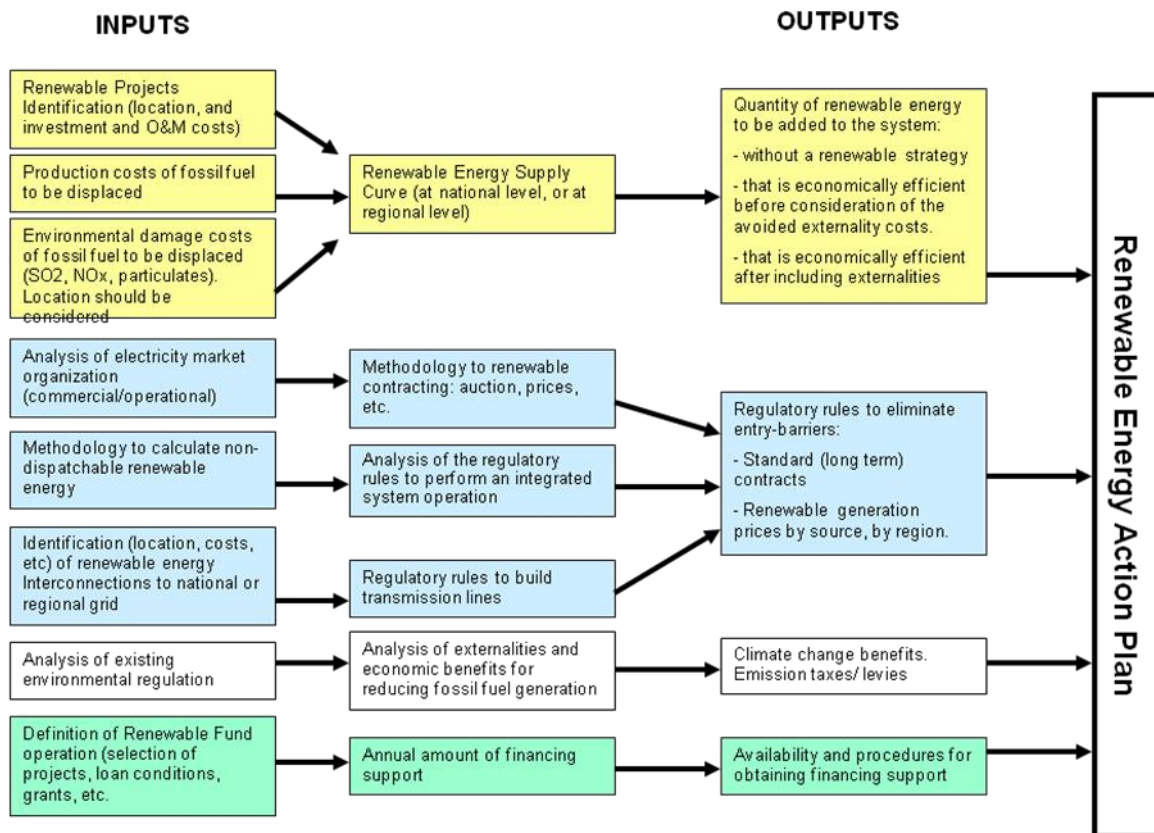 INPUTS
OUTPUTS
Renewable Projects
Identification (location, and
investment and O&M costs)
Production costs of fossil fuel
to be displaced
Environmental damage costs
of fossil fuel to be displaced
(SO2, NOx, particulates).
Location should be
considered
Renewable Energy Supply
Curve (at national level, or at
regional level)
Quantity of renewable energy
to be added to the system:
- without a renewable strategy
- that is economically efficient
before consideration of the
avoided externality costs.
- that is economically efficient
after including externalities
Analysis of electricity market
organization
(commercial/operational)
Methodology to calculate non-
dispatchable renewable
energy
Identification (location, costs,
etc) of renewable energy
Interconnections to national or
regional grid
Methodology to renewable
contracting: auction, prices,
etc.
Analysis of the regulatory
rules to perform an integrated
system operation
Regulatory rules to build
transmission lines
Regulatory rules to eliminate
entry-barriers:
- Standard (long term)
contracts
- Renewable generation
prices by source, by region.
Analysis of existing
environmental regulation
Analysis of externalities and
economic benefits for
reducing fossil fuel generation
Climate change benefits.
Emission taxes/ levies
Definition of Renewable Fund
operation (selection of
projects, loan conditions,
grants, etc.
Annual amount of financing
support
Availability and procedures for
obtaining financing support
Renewable Energy Action Plan